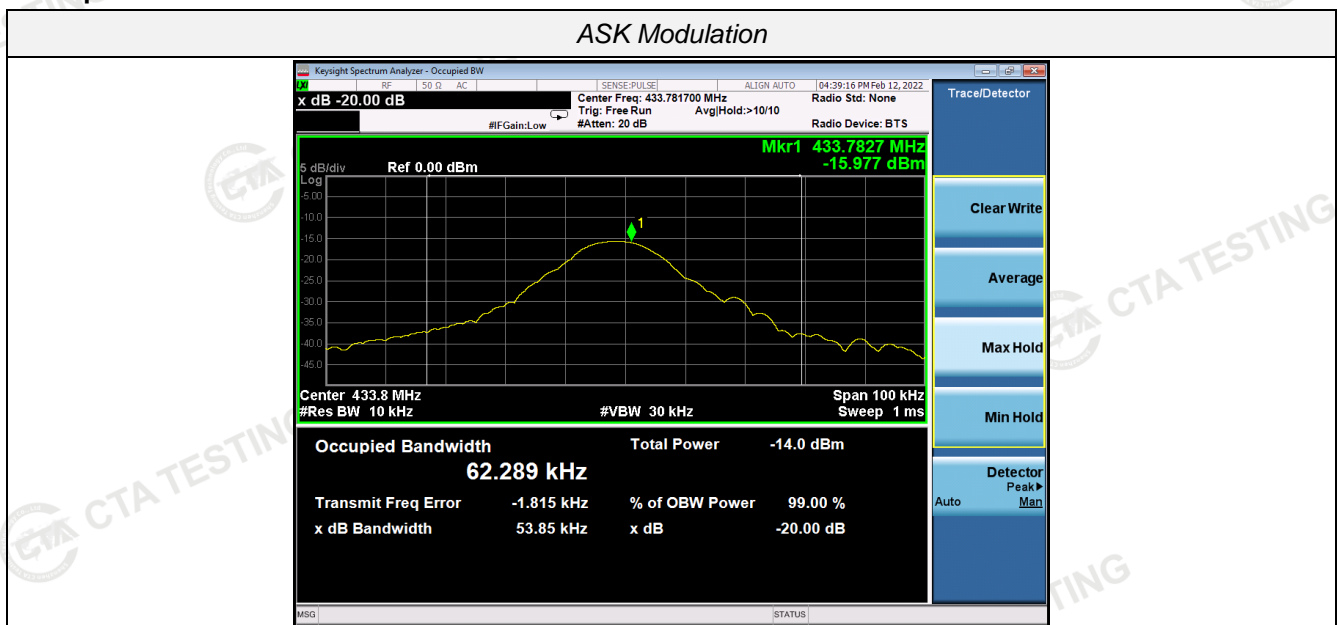 ASK Modulation
Keysight Spectrum Analyzer - Occupied BW
LXI RF 50 Ω AC SENSE:PULSE ALIGN AUTO 04:39:16 PM Feb 12, 2022
x dB -20.00 dB
Center Freq: 433.781700 MHz
Radio Std: None
Trig: Free Run Avg|Hold:>10/10
#IFGain:Low #Atten: 20 dB Radio Device: BTS
Trace/Detector
Mkr1 433.7827 MHz
-15.977 dBm
5 dB/div Ref 0.00 dBm
Log
-5.00
-10.0
-15.0
-20.0
-25.0
-30.0
-35.0
-40.0
-45.0
1
Center 433.8 MHz Span 100 kHz
#Res BW 10 kHz #VBW 30 kHz Sweep 1 ms
Occupied Bandwidth Total Power -14.0 dBm
62.289 kHz
Transmit Freq Error -1.815 kHz % of OBW Power 99.00 %
x dB Bandwidth 53.85 kHz x dB -20.00 dB
MSG STATUS
Clear Write
Average
Max Hold
Min Hold
Detector
Peak▶
Auto Man
CTA TESTING
CTA TESTING
CTA
TING